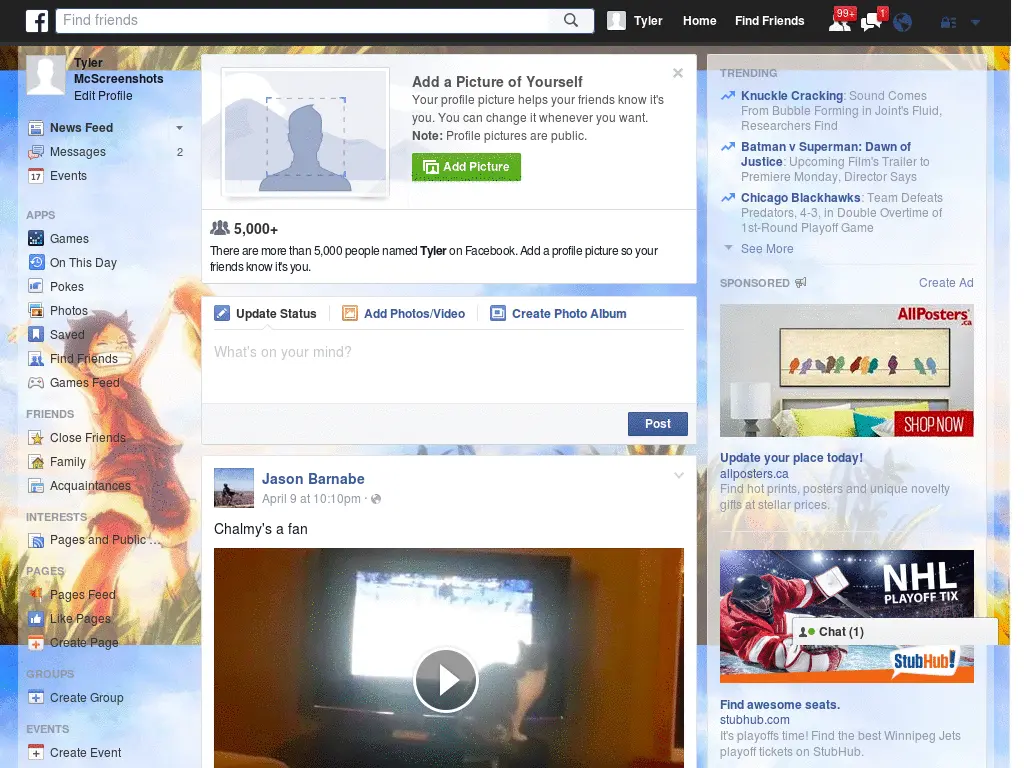 Find friends
Tyler
Home
Find Friends
99+
1
Tyler
McScreenshots
Edit Profile
News Feed
Messages
2
17
Events
APPS
Games
On This Day
Pokes
Photos
Saved
Find Friends
Games Feed
FRIENDS
Close Friends
Family
Acquaintances
INTERESTS
Pages and Public ...
PAGES
Pages Feed
Like Pages
Create Page
GROUPS
Create Group
EVENTS
Create Event
Add a Picture of Yourself
Your profile picture helps your friends know it's
you. You can change it whenever you want.
Note: Profile pictures are public.
Add Picture
5,000+
There are more than 5,000 people named Tyler on Facebook. Add a profile picture so your
friends know it's you.
Update Status
Add Photos/Video
Create Photo Album
What's on your mind?
Post
Jason Barnabe
April 9 at 10:10pm ·
Chalmy's a fan
TRENDING
Knuckle Cracking: Sound Comes
From Bubble Forming in Joint's Fluid,
Researchers Find
Batman v Superman: Dawn of
Justice: Upcoming Film's Trailer to
Premiere Monday, Director Says
Chicago Blackhawks: Team Defeats
Predators, 4-3, in Double Overtime of
1st-Round Playoff Game
See More
SPONSORED
Create Ad
AllPosters
.ca
SHOP NOW
Update your place today!
allposters.ca
Find hot prints, posters and unique novelty
gifts at stellar prices.
NHL
PLAYOFF TIX
Chat (1)
StubHub!
Find awesome seats.
stubhub.com
It's playoffs time! Find the best Winnipeg Jets
playoff tickets on StubHub.